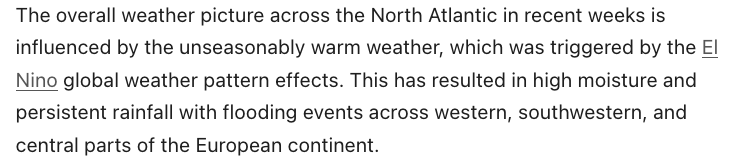 The overall weather picture across the North Atlantic in recent weeks is
influenced by the unseasonably warm weather, which was triggered by the El
Nino global weather pattern effects. This has resulted in high moisture and
persistent rainfall with flooding events across western, southwestern, and
central parts of the European continent.